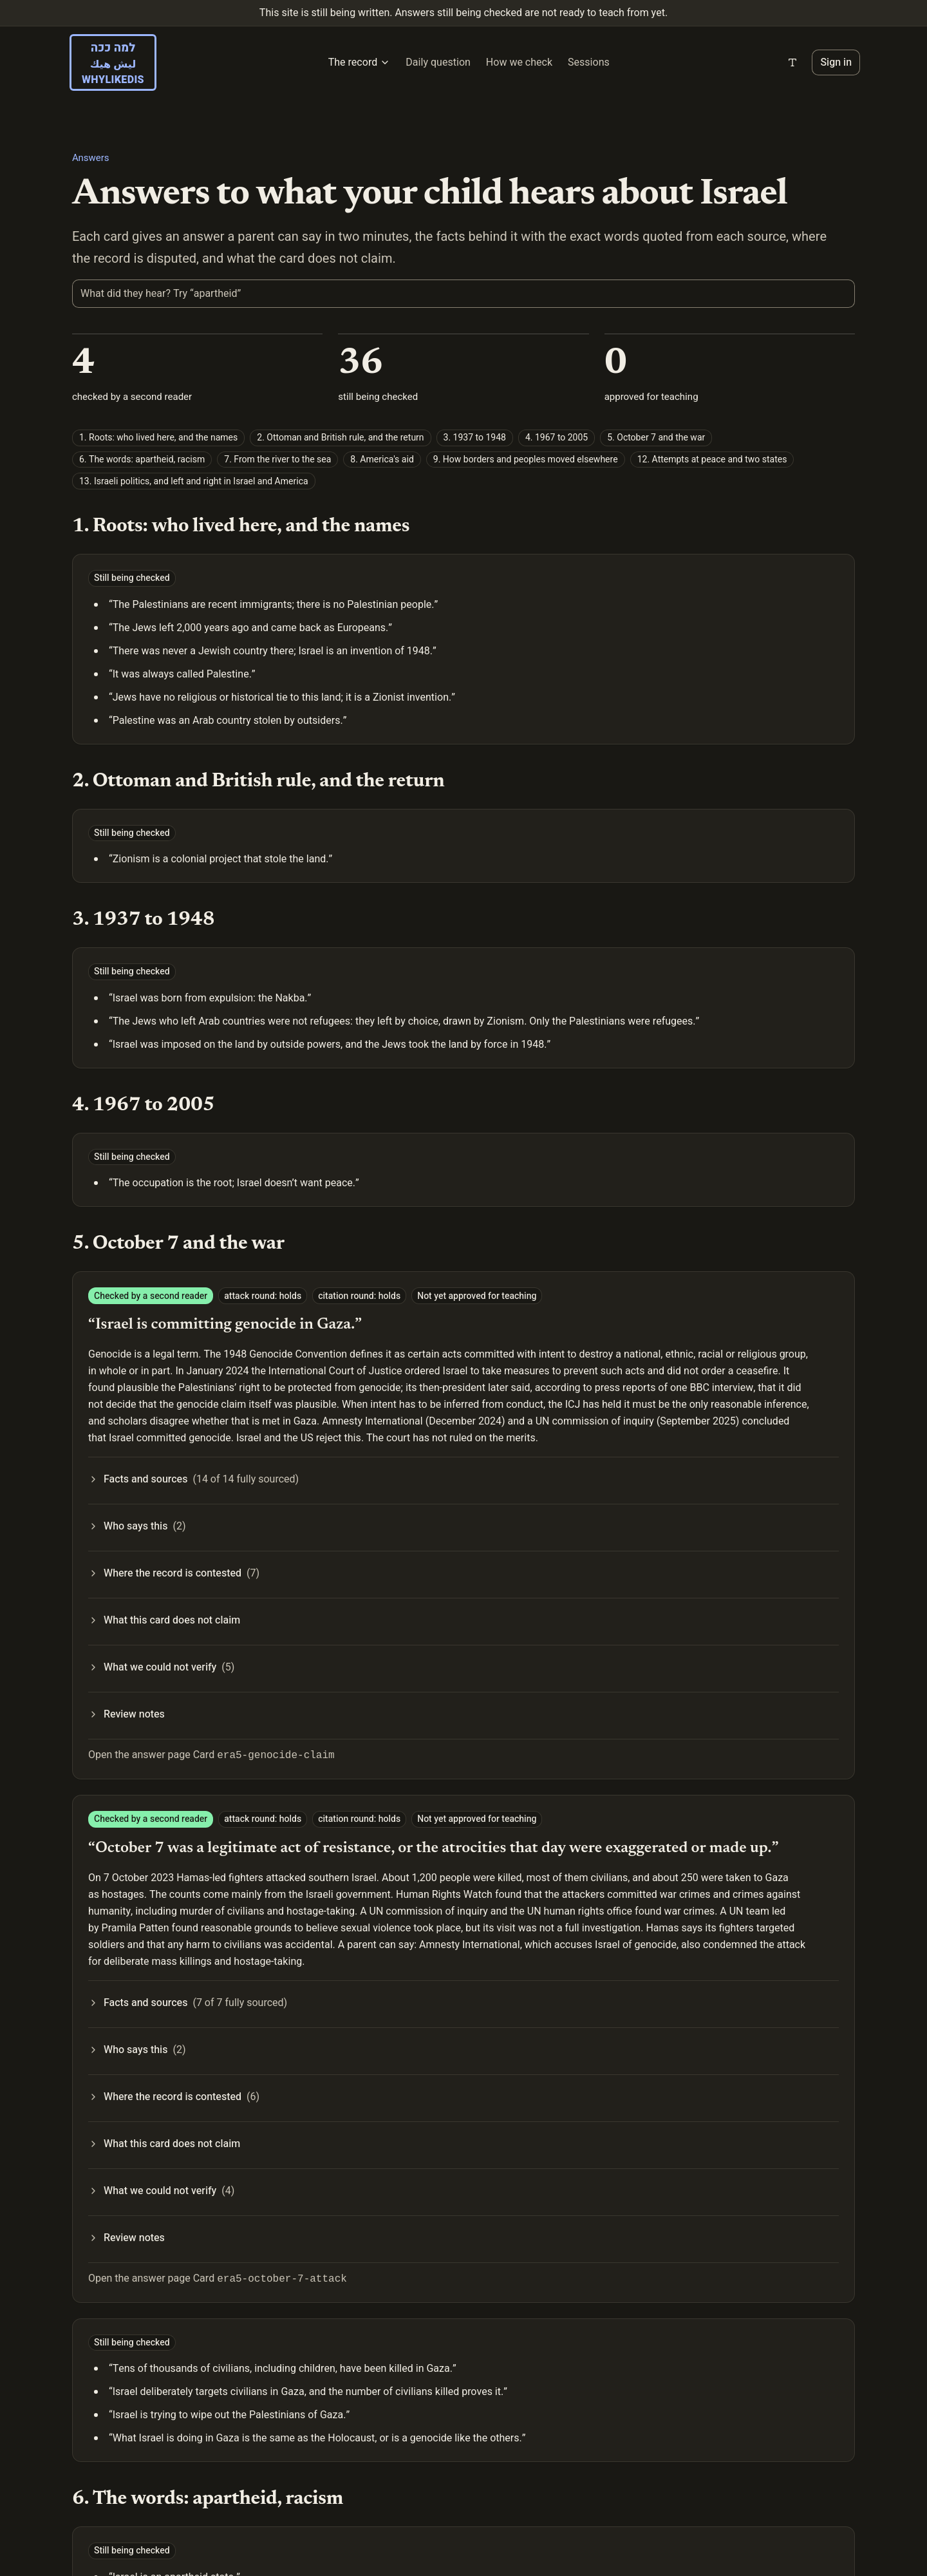 This site is still being written. Answers still being checked are not ready to teach from yet.
למה ככה
ليش هيك
WHYLIKEDIS
The record
Daily question
How we check
Sessions
T
Sign in
Answers
Answers to what your child hears about Israel
Each card gives an answer a parent can say in two minutes, the facts behind it with the exact words quoted from each source, where
the record is disputed, and what the card does not claim.
What did they hear? Try “apartheid”
4
checked by a second reader
36
still being checked
0
approved for teaching
1. Roots: who lived here, and the names
2. Ottoman and British rule, and the return
3. 1937 to 1948
4. 1967 to 2005
5. October 7 and the war
6. The words: apartheid, racism
7. From the river to the sea
8. America's aid
9. How borders and peoples moved elsewhere
12. Attempts at peace and two states
13. Israeli politics, and left and right in Israel and America
1. Roots: who lived here, and the names
Still being checked
“The Palestinians are recent immigrants; there is no Palestinian people.”
“The Jews left 2,000 years ago and came back as Europeans.”
“There was never a Jewish country there; Israel is an invention of 1948.”
“It was always called Palestine.”
“Jews have no religious or historical tie to this land; it is a Zionist invention.”
“Palestine was an Arab country stolen by outsiders.”
2. Ottoman and British rule, and the return
Still being checked
“Zionism is a colonial project that stole the land.”
3. 1937 to 1948
Still being checked
“Israel was born from expulsion: the Nakba.”
“The Jews who left Arab countries were not refugees: they left by choice, drawn by Zionism. Only the Palestinians were refugees.”
“Israel was imposed on the land by outside powers, and the Jews took the land by force in 1948.”
4. 1967 to 2005
Still being checked
“The occupation is the root; Israel doesn’t want peace.”
5. October 7 and the war
Checked by a second reader
attack round: holds
citation round: holds
Not yet approved for teaching
“Israel is committing genocide in Gaza.”
Genocide is a legal term. The 1948 Genocide Convention defines it as certain acts committed with intent to destroy a national, ethnic, racial or religious group,
in whole or in part. In January 2024 the International Court of Justice ordered Israel to take measures to prevent such acts and did not order a ceasefire. It
found plausible the Palestinians’ right to be protected from genocide; its then-president later said, according to press reports of one BBC interview, that it did
not decide that the genocide claim itself was plausible. When intent has to be inferred from conduct, the ICJ has held it must be the only reasonable inference,
and scholars disagree whether that is met in Gaza. Amnesty International (December 2024) and a UN commission of inquiry (September 2025) concluded
that Israel committed genocide. Israel and the US reject this. The court has not ruled on the merits.
Facts and sources (14 of 14 fully sourced)
Who says this (2)
Where the record is contested (7)
What this card does not claim
What we could not verify (5)
Review notes
Open the answer page Card era5-genocide-claim
Checked by a second reader
attack round: holds
citation round: holds
Not yet approved for teaching
“October 7 was a legitimate act of resistance, or the atrocities that day were exaggerated or made up.”
On 7 October 2023 Hamas-led fighters attacked southern Israel. About 1,200 people were killed, most of them civilians, and about 250 were taken to Gaza
as hostages. The counts come mainly from the Israeli government. Human Rights Watch found that the attackers committed war crimes and crimes against
humanity, including murder of civilians and hostage-taking. A UN commission of inquiry and the UN human rights office found war crimes. A UN team led
by Pramila Patten found reasonable grounds to believe sexual violence took place, but its visit was not a full investigation. Hamas says its fighters targeted
soldiers and that any harm to civilians was accidental. A parent can say: Amnesty International, which accuses Israel of genocide, also condemned the attack
for deliberate mass killings and hostage-taking.
Facts and sources (7 of 7 fully sourced)
Who says this (2)
Where the record is contested (6)
What this card does not claim
What we could not verify (4)
Review notes
Open the answer page Card era5-october-7-attack
Still being checked
“Tens of thousands of civilians, including children, have been killed in Gaza.”
“Israel deliberately targets civilians in Gaza, and the number of civilians killed proves it.”
“Israel is trying to wipe out the Palestinians of Gaza.”
“What Israel is doing in Gaza is the same as the Holocaust, or is a genocide like the others.”
6. The words: apartheid, racism
Still being checked